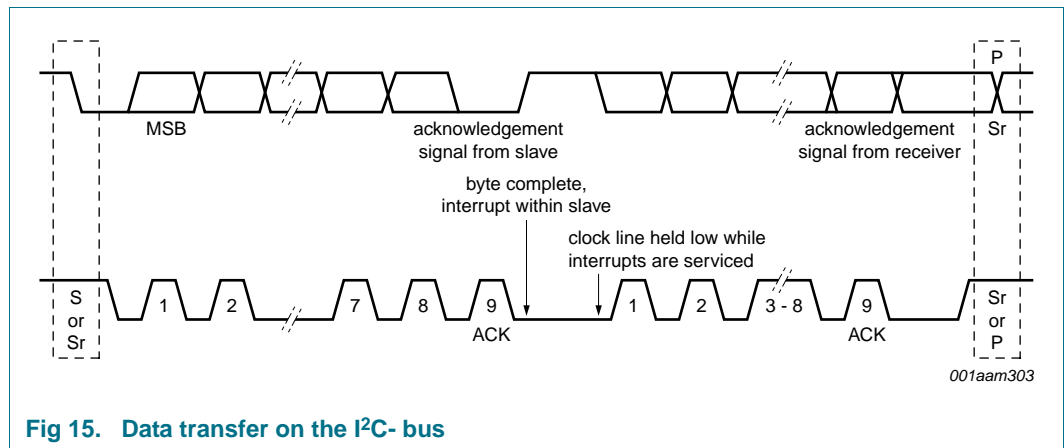 P
MSB
acknowledgement
signal from slave
acknowledgement
signal from receiver
Sr
byte complete,
interrupt within slave
clock line held low while
interrupts are serviced
S
or
Sr
1
2
7
8
9
ACK
1
2
3 - 8
9
ACK
Sr
or
P
001aam303
Fig 15. Data transfer on the I²C- bus